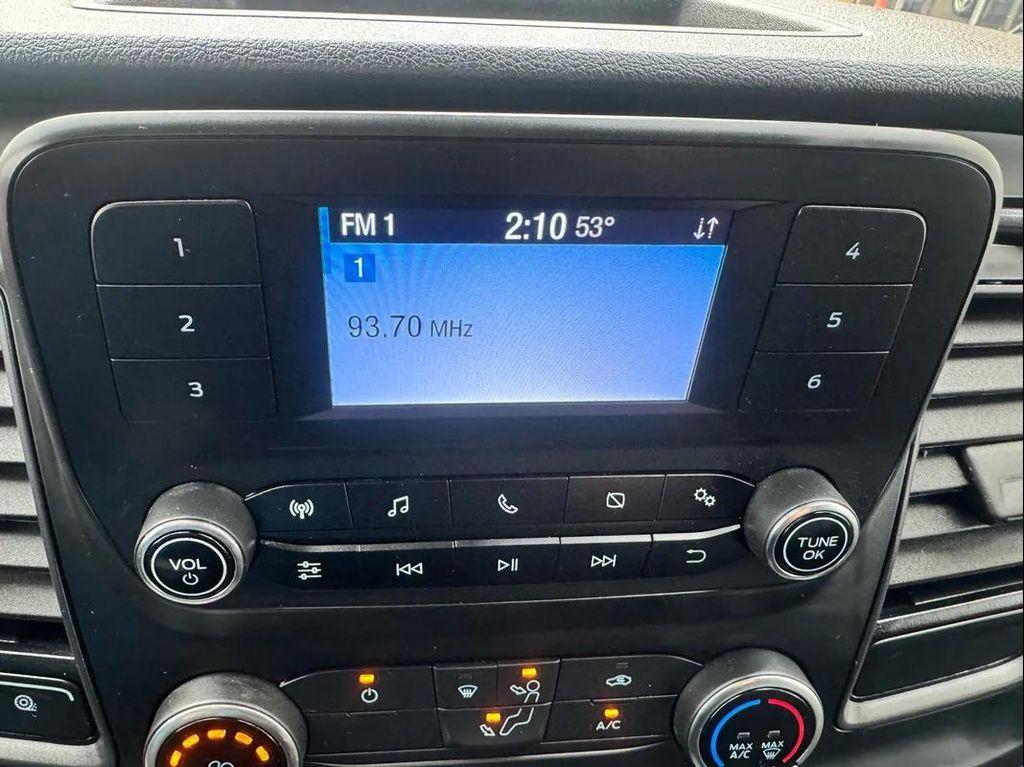 FM 1 2:10 53°
1
93.70 MHz
1
2
3
4
5
6
VOL
TUNE
OK
A/C
MAX
A/C
MAX